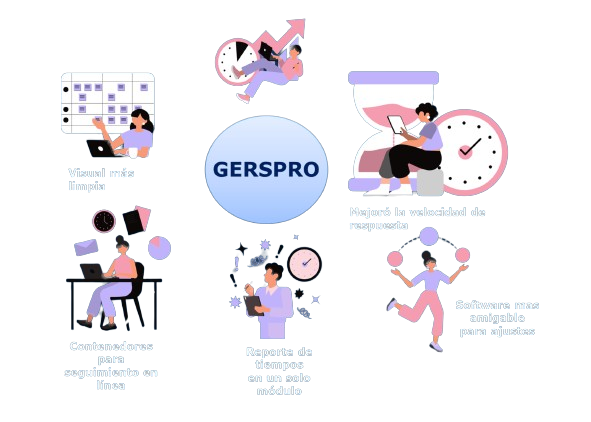 GERSPRO
Visual más
limpia
Mejoró la velocidad de
respuesta
Software mas
amigable
para ajustes
Contenedores
para
seguimiento en
línea
Reporte de
tiempos
en un solo
módulo